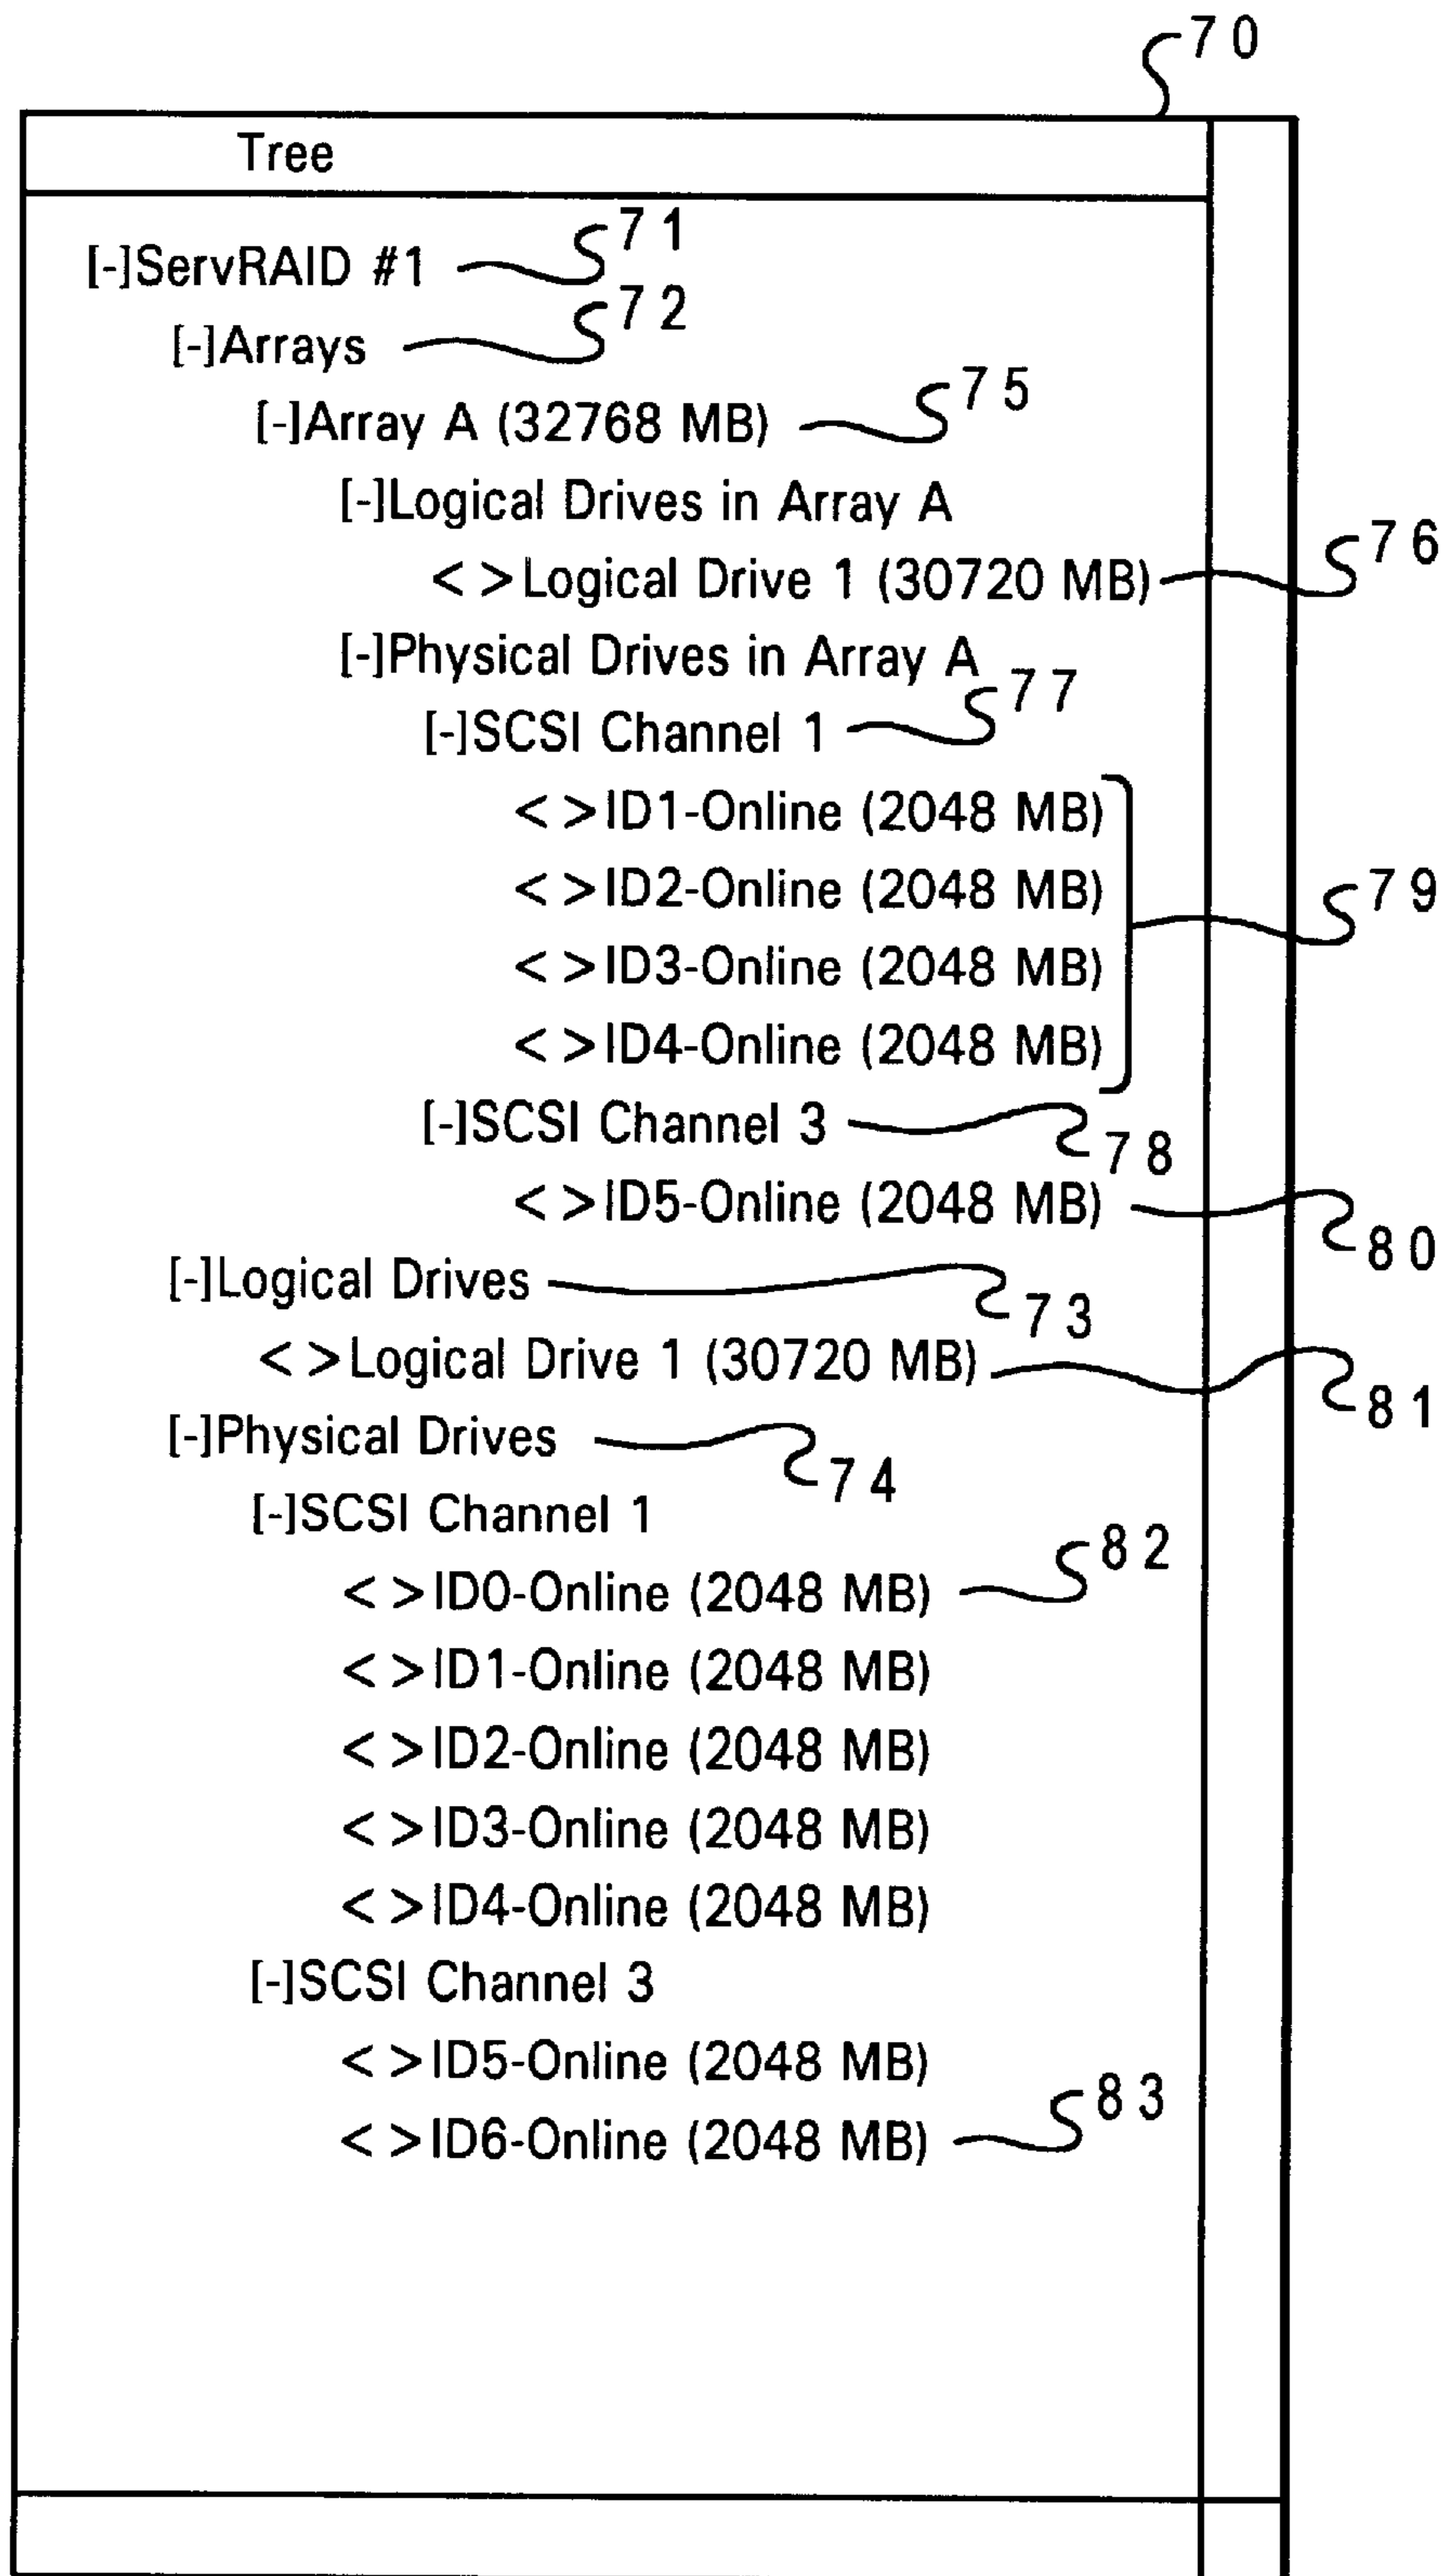 70
Tree
[-]ServRAID #1 71
[-]Arrays 72
[-]Array A (32768 MB) 75
[-]Logical Drives in Array A
< >Logical Drive 1 (30720 MB) 76
[-]Physical Drives in Array A
[-]SCSI Channel 1 77
< >ID1-Online (2048 MB)
< >ID2-Online (2048 MB) 79
< >ID3-Online (2048 MB)
< >ID4-Online (2048 MB)
[-]SCSI Channel 3 78
< >ID5-Online (2048 MB) 80
[-]Logical Drives 73
< >Logical Drive 1 (30720 MB) 81
[-]Physical Drives 74
[-]SCSI Channel 1
< >ID0-Online (2048 MB) 82
< >ID1-Online (2048 MB)
< >ID2-Online (2048 MB)
< >ID3-Online (2048 MB)
< >ID4-Online (2048 MB)
[-]SCSI Channel 3
< >ID5-Online (2048 MB)
< >ID6-Online (2048 MB) 83